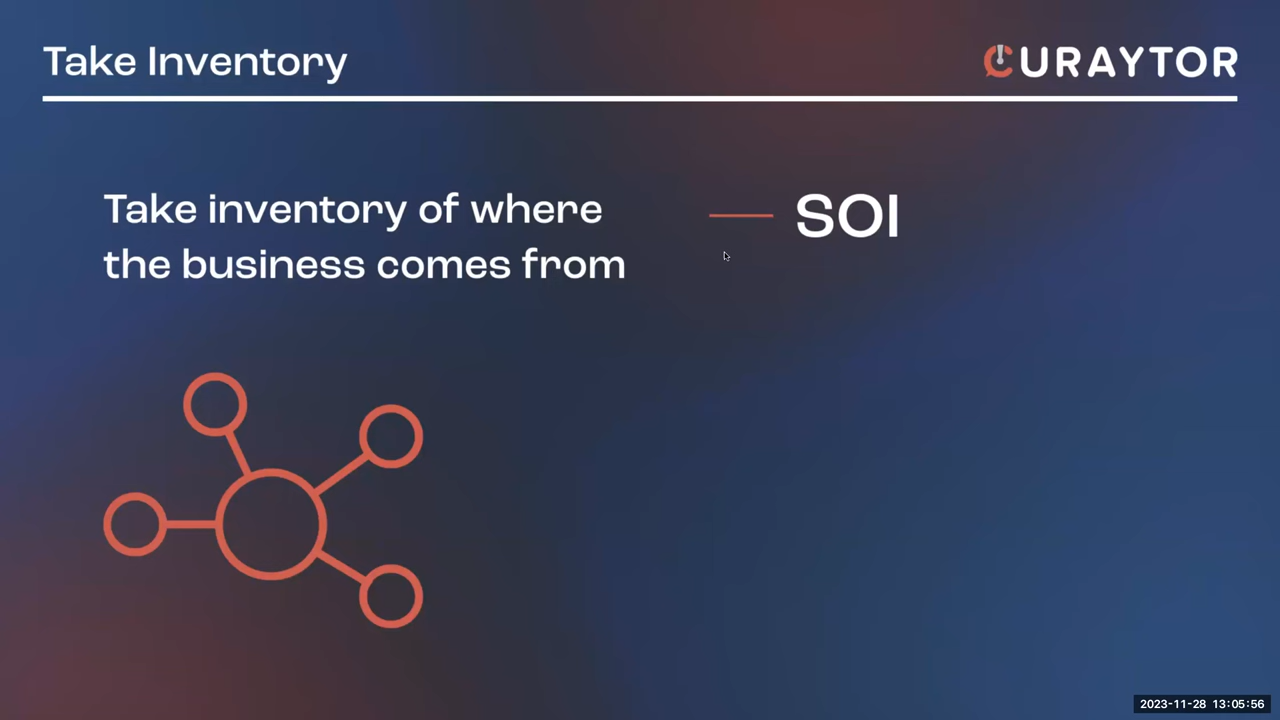 Take Inventory
CURAYTOR
Take inventory of where
the business comes from
SOI
2023-11-28 13:05:56